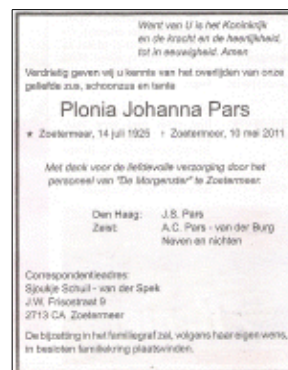 Want van U is het Koninkrijk
en de kracht en de heerlijkheid,
tot in eeuwigheid. Amen
Verdrietig geven wij u kennis van het overlijden van onze
geliefde zus, schoonzus en tante
Plonia Johanna Pars
★ Zoetermeer, 14 juli 1925 † Zoetermeer, 10 mei 2011
Met dank voor de liefdevolle verzorging door het
personeel van "De Morgenster" te Zoetermeer.
Den Haag: J.S. Pars
Zeist: A.C. Pars - van der Burg
Neven en nichten
Correspondentieadres:
Sjoukje Schuil - van der Spek
J.W. Frisostraat 9
2713 CA Zoetermeer
De bijzetting in het familiegraf zal, volgens haar eigen wens,
in besloten familiekring plaatsvinden.